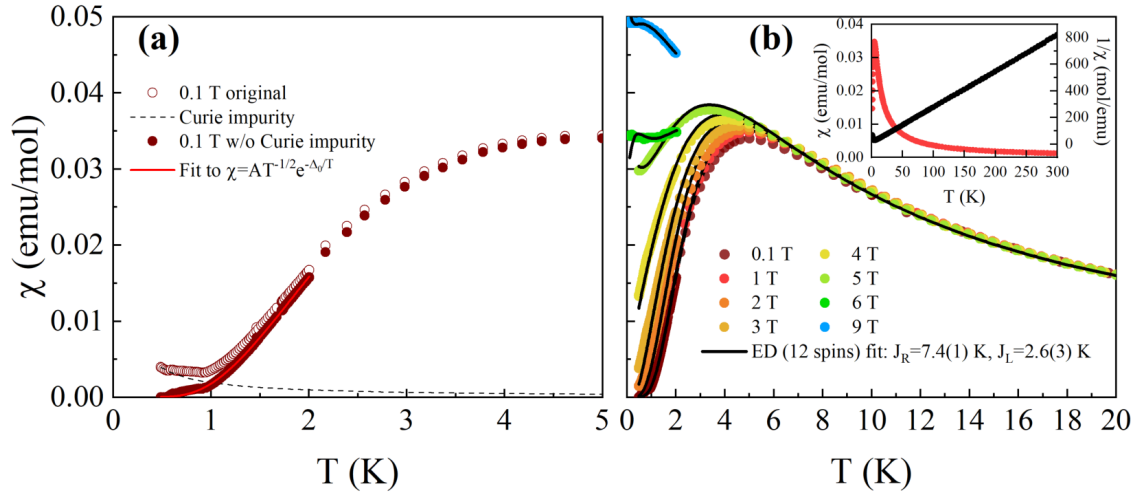 (a)
0.1 T original
Curie impurity
0.1 T w/o Curie impurity
Fit to χ=AT^{-1/2}e^{-Δ₀/T}
0.05
0.04
0.03
0.02
0.01
0.00
χ (emu/mol)
0 1 2 3 4 5
T (K)
(b)
0.1 T
1 T
2 T
3 T
4 T
5 T
6 T
9 T
ED (12 spins) fit: J_R=7.4(1) K, J_L=2.6(3) K
0 2 4 6 8 10 12 14 16 18 20
T (K)
0.04
0.03
0.02
0.01
0.00
χ (emu/mol)
800
600
400
200
0
1/χ (mol/emu)
0 50 100 150 200 250 300
T (K)